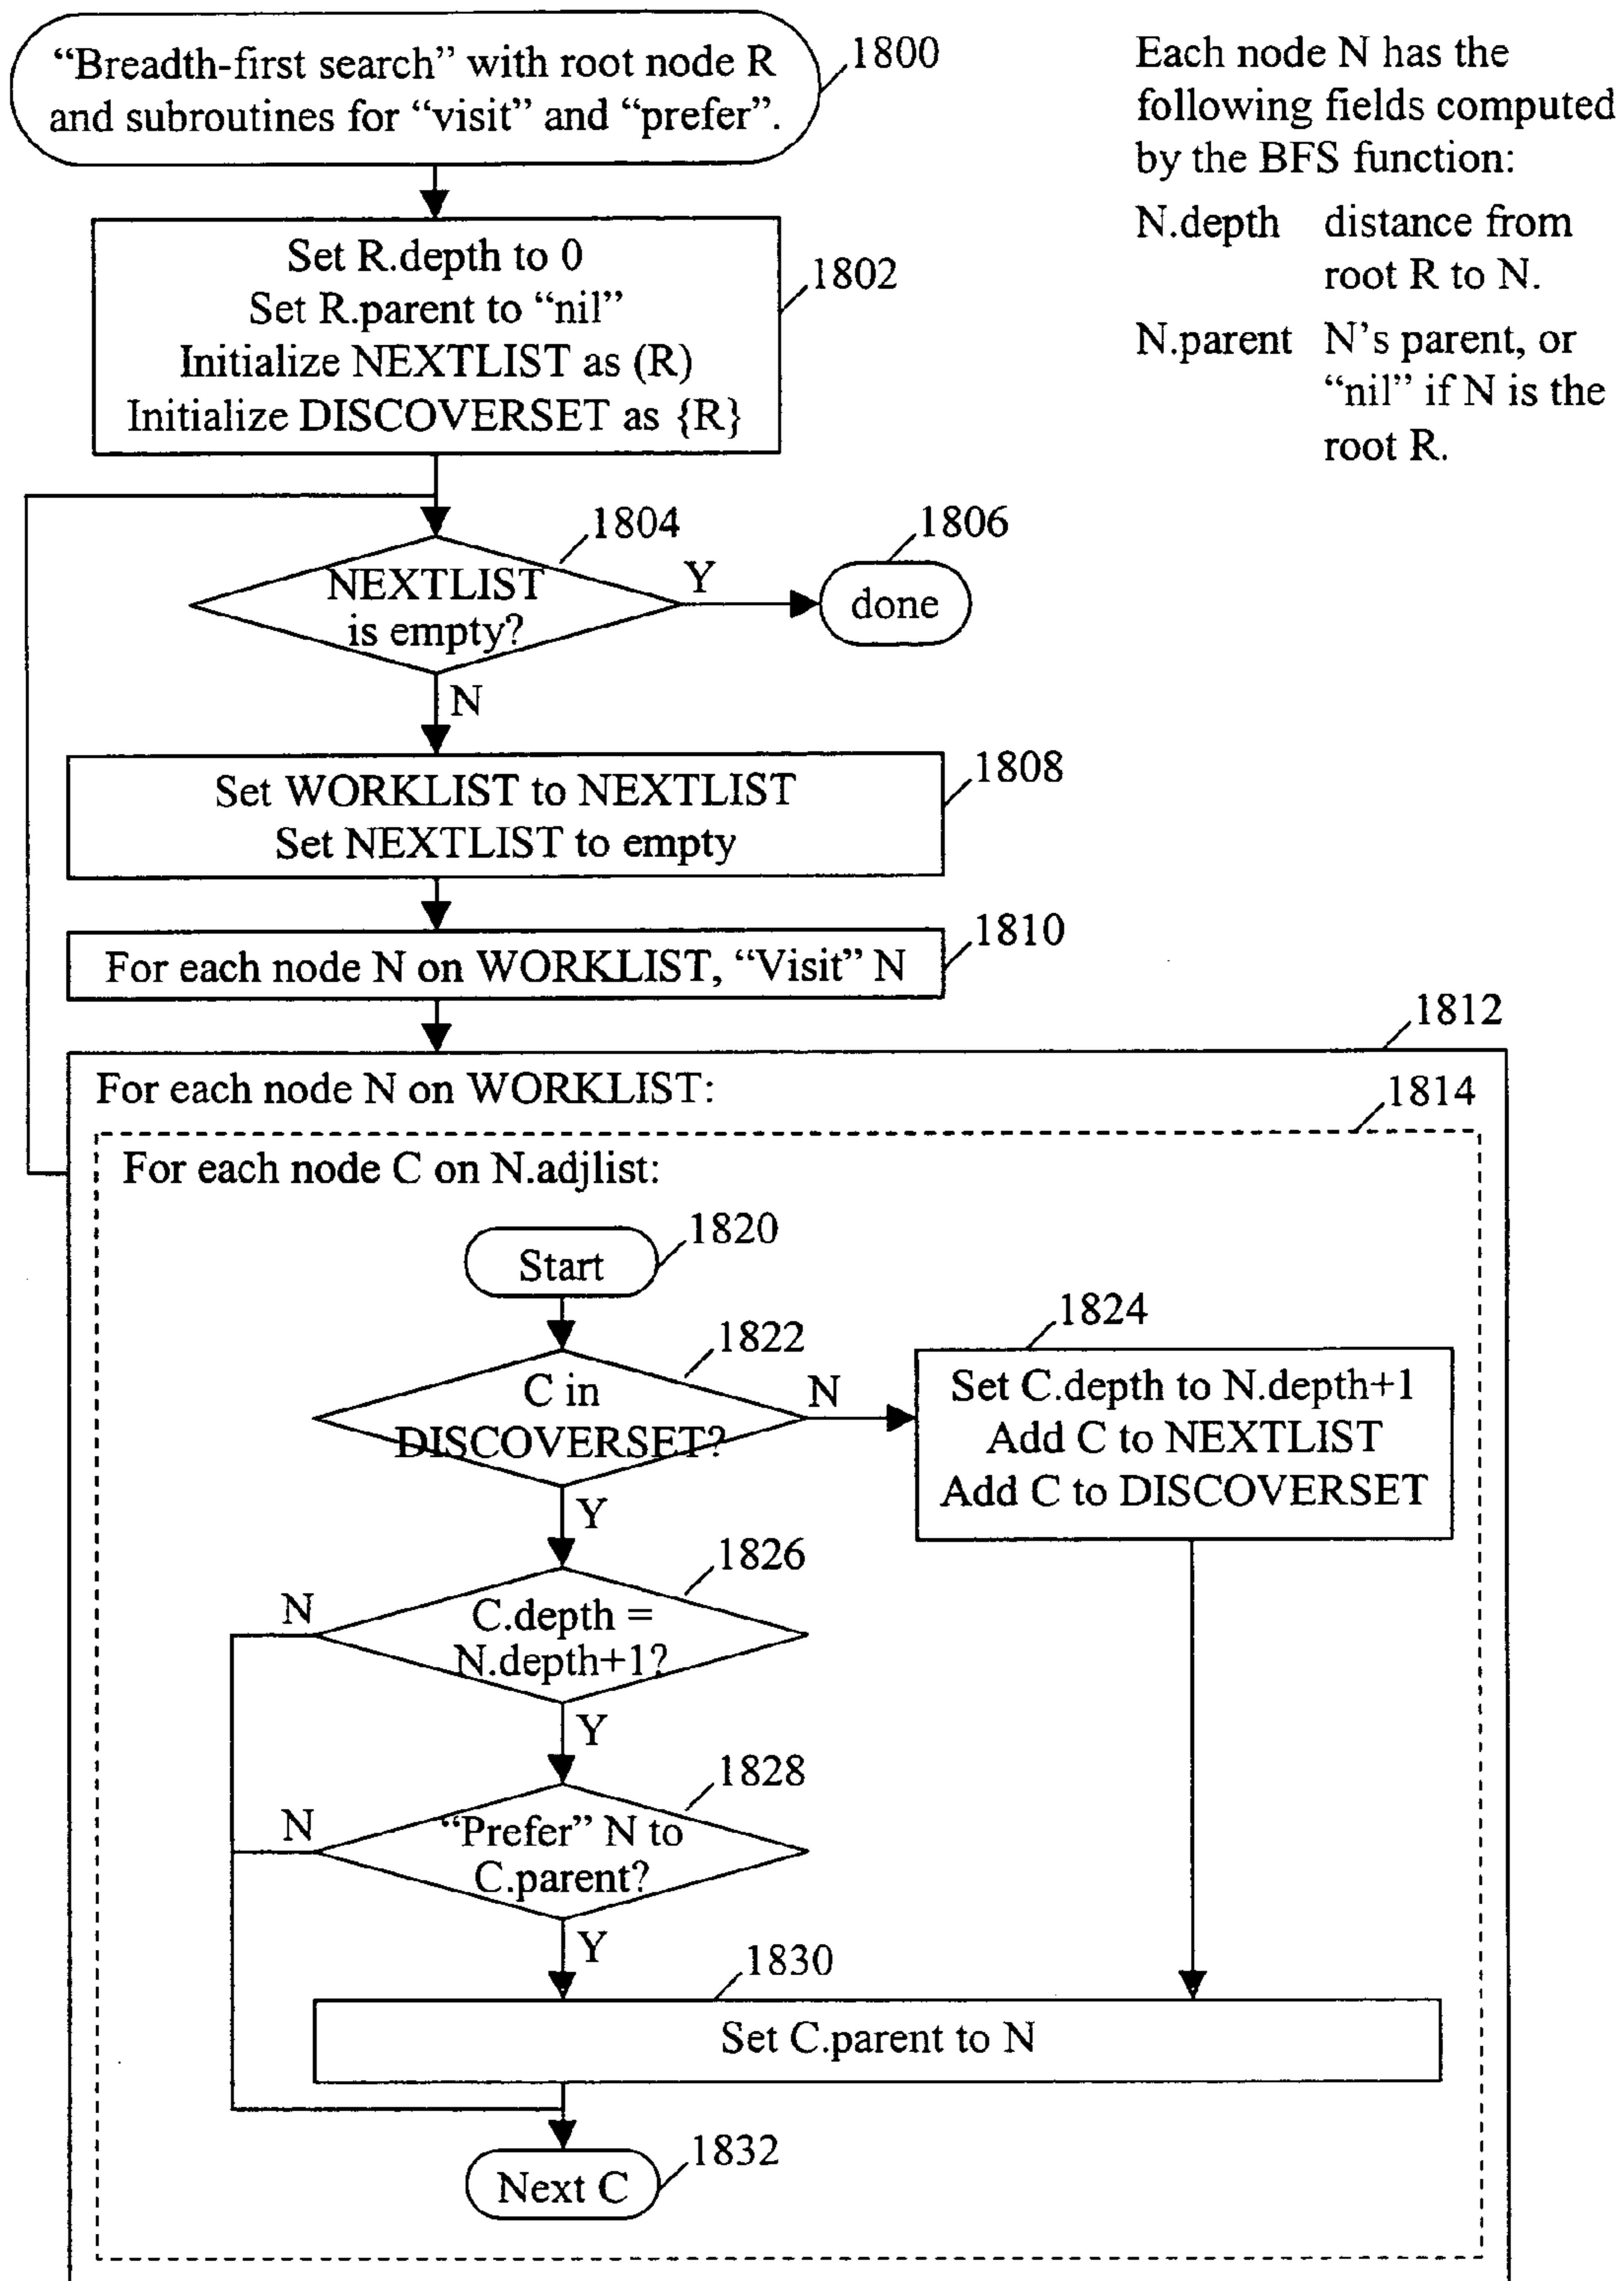 “Breadth-first search” with root node R
and subroutines for “visit” and “prefer”.
1800
Each node N has the
following fields computed
by the BFS function:
N.depth distance from
root R to N.
N.parent N’s parent, or
“nil” if N is the
root R.
Set R.depth to 0
Set R.parent to “nil”
Initialize NEXTLIST as (R)
Initialize DISCOVERSET as {R}
1802
1804
NEXTLIST
is empty?
Y
1806
done
N
Set WORKLIST to NEXTLIST
Set NEXTLIST to empty
1808
For each node N on WORKLIST, “Visit” N
1810
1812
For each node N on WORKLIST:
1814
For each node C on N.adjlist:
Start
1820
1822
C in
DISCOVERSET?
N
1824
Set C.depth to N.depth+1
Add C to NEXTLIST
Add C to DISCOVERSET
Y
1826
N
C.depth =
N.depth+1?
Y
1828
N
“Prefer” N to
C.parent?
Y
1830
Set C.parent to N
1832
Next C